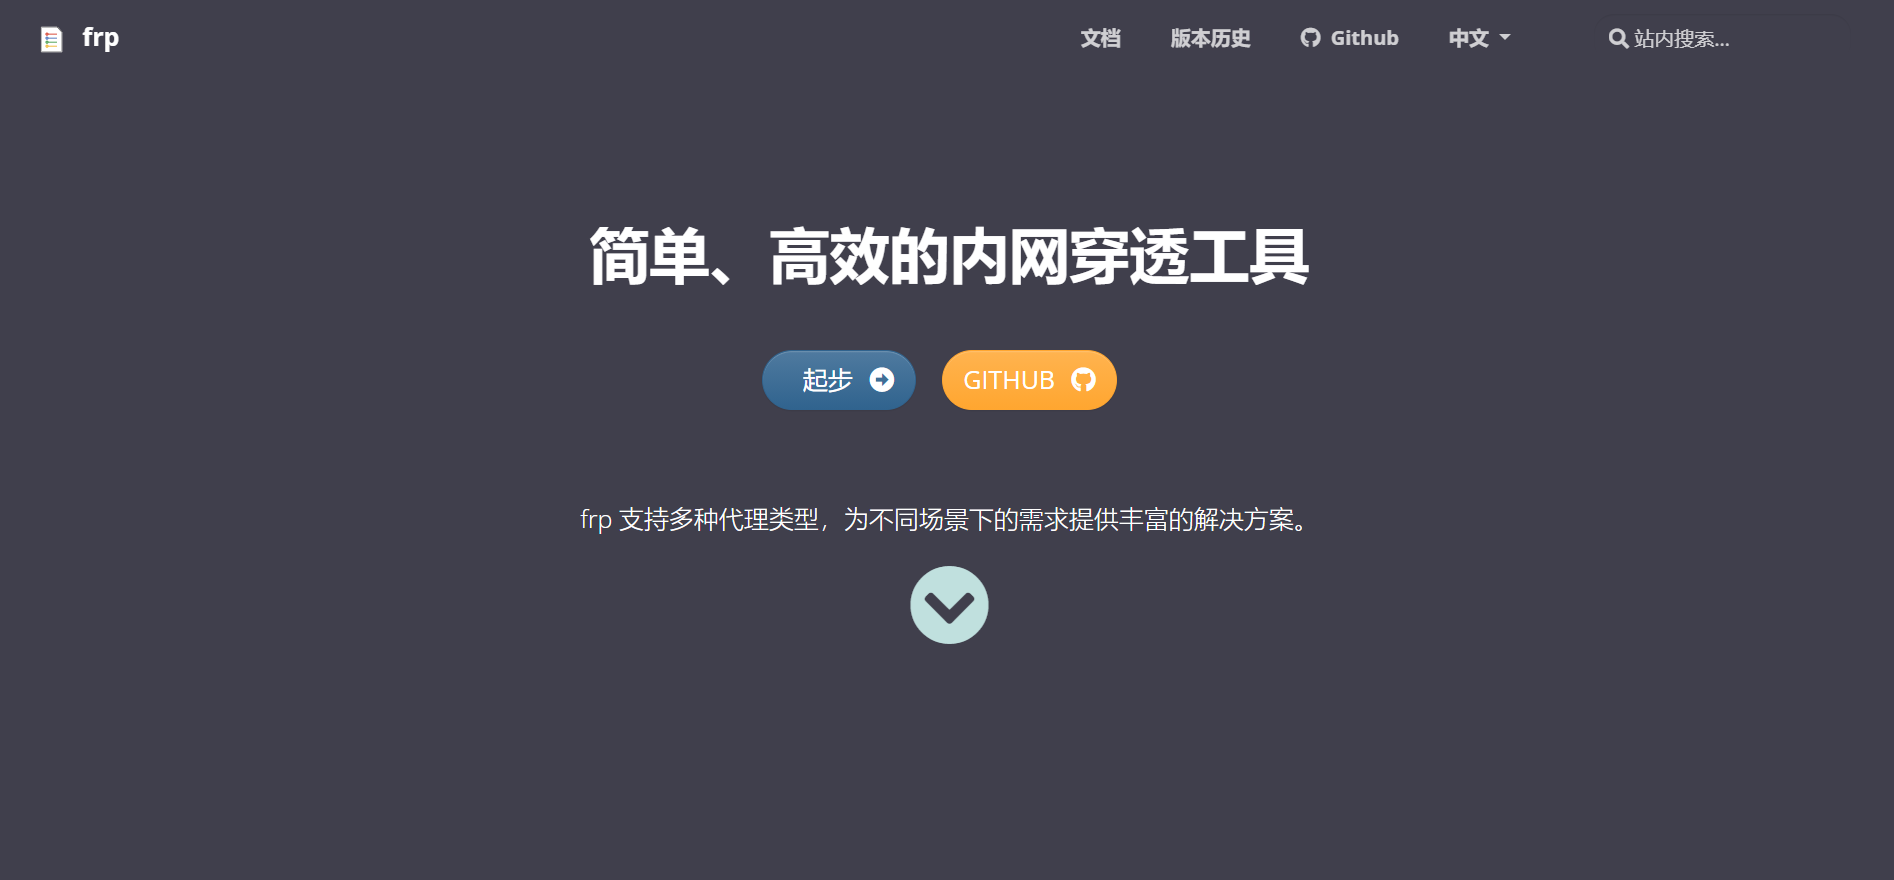 frp
文档
版本历史
Github
中文
站内搜索...
简单、高效的内网穿透工具
起步
GITHUB
frp 支持多种代理类型，为不同场景下的需求提供丰富的解决方案。